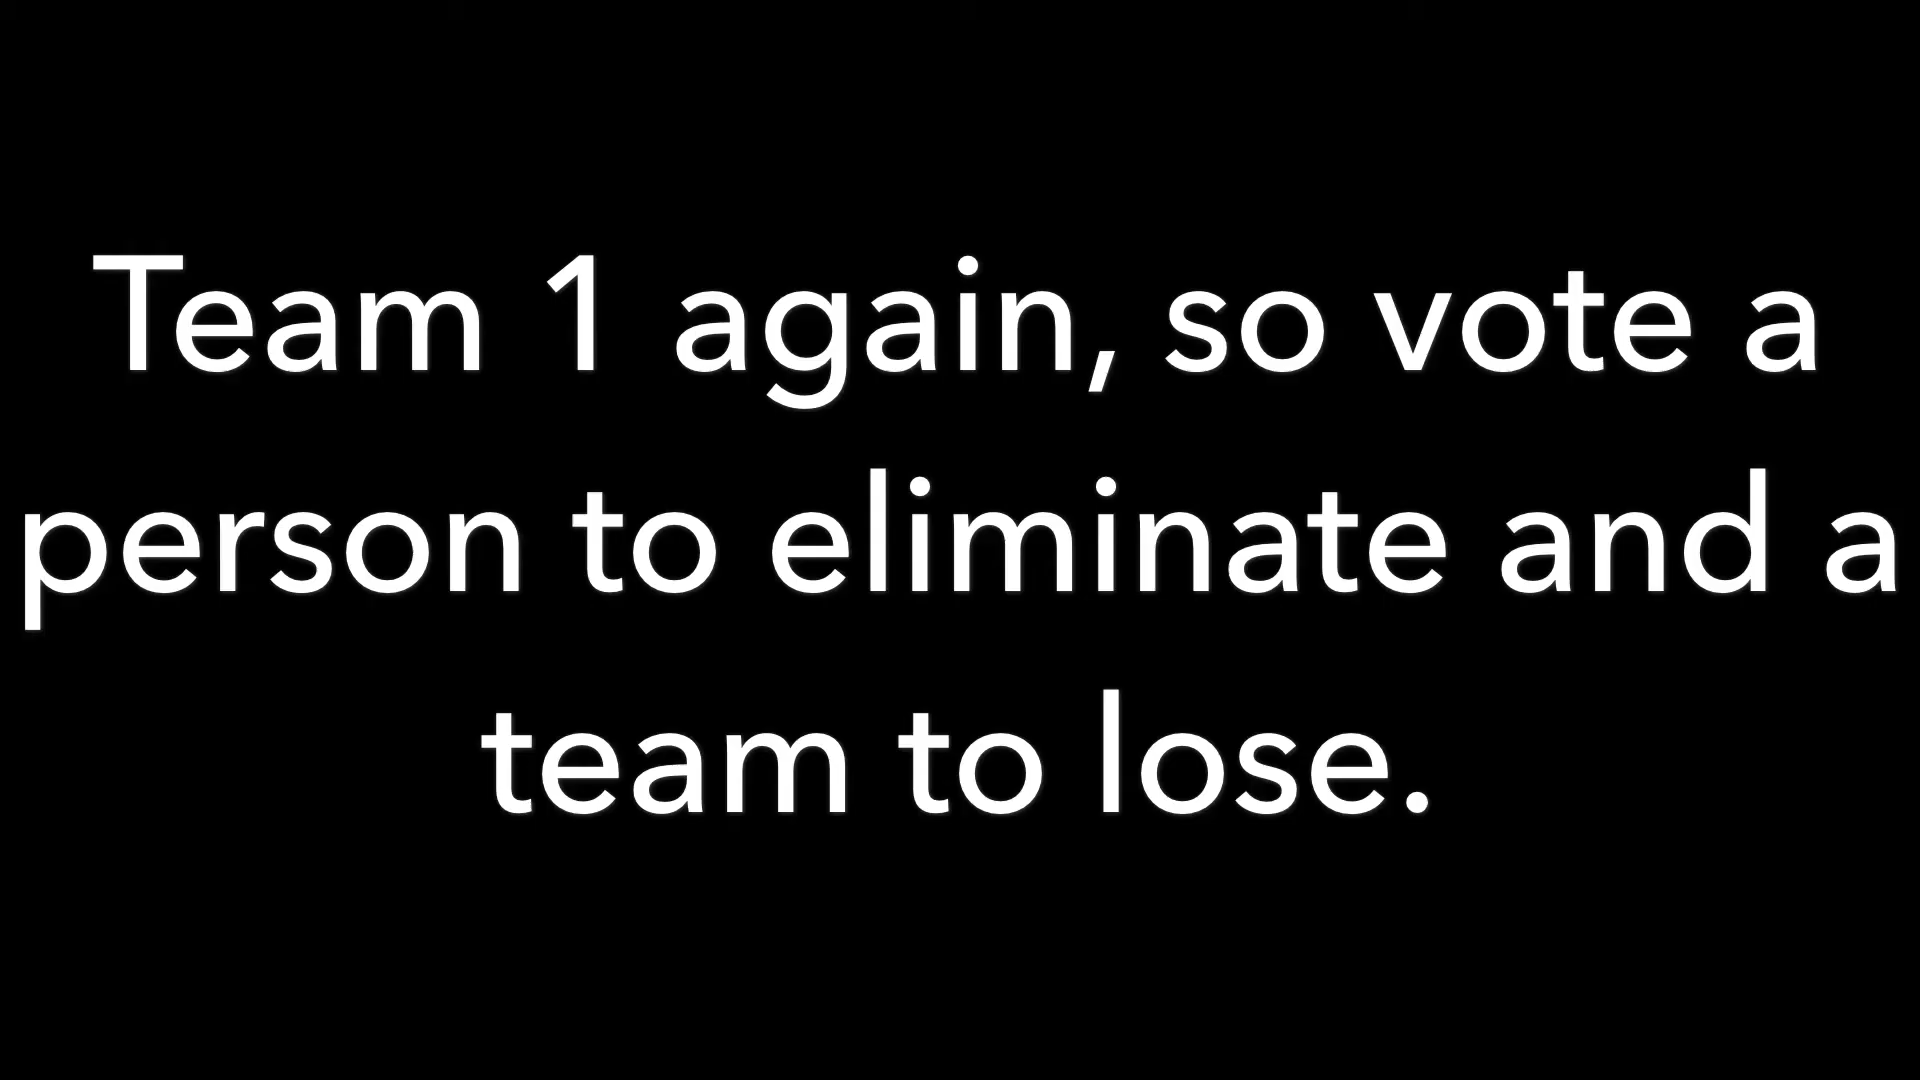 Team 1 again, so vote a
person to eliminate and a
team to lose.